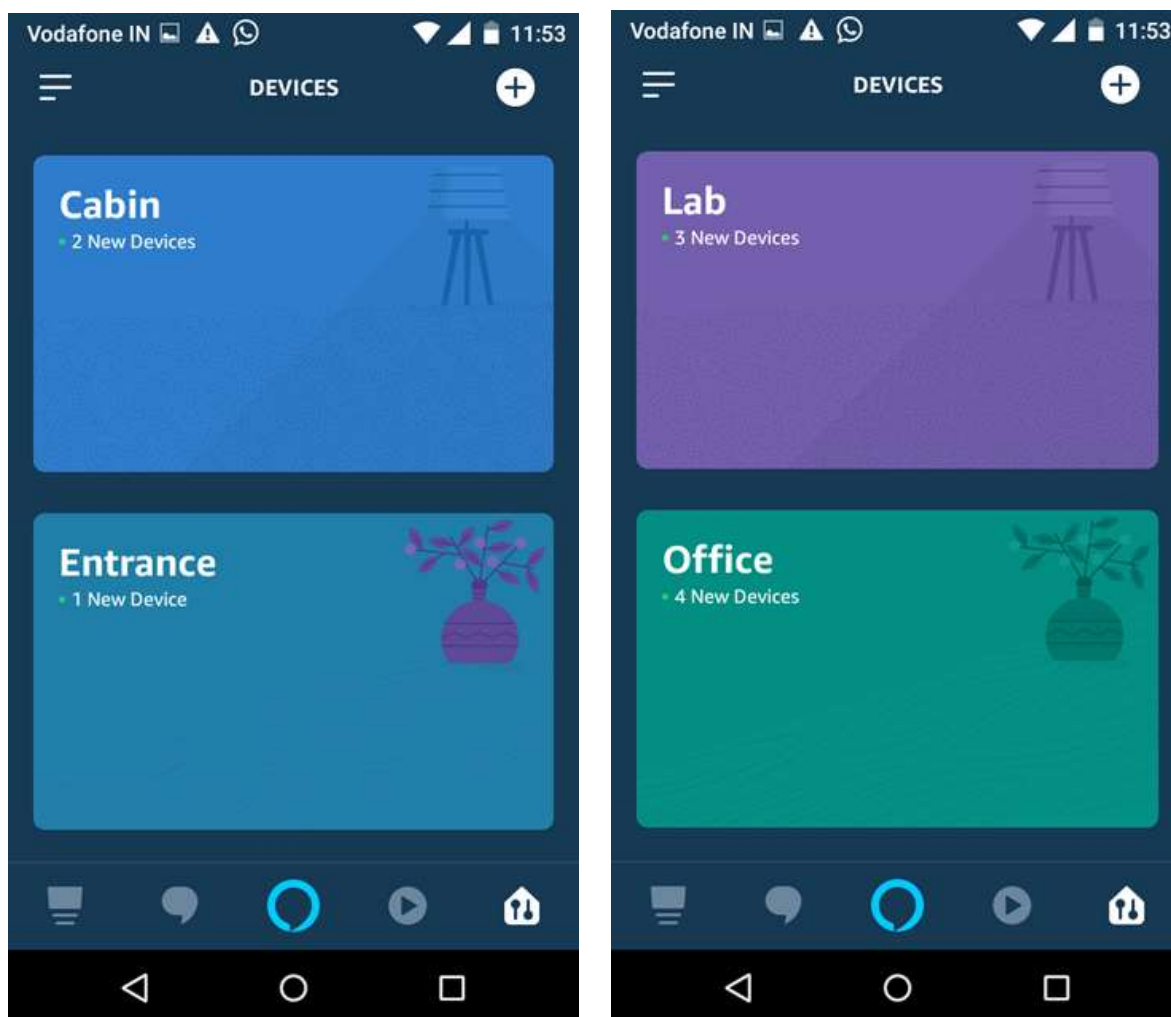 Vodafone IN 11:53
DEVICES
Cabin
2 New Devices
Entrance
1 New Device
Vodafone IN 11:53
DEVICES
Lab
3 New Devices
Office
4 New Devices